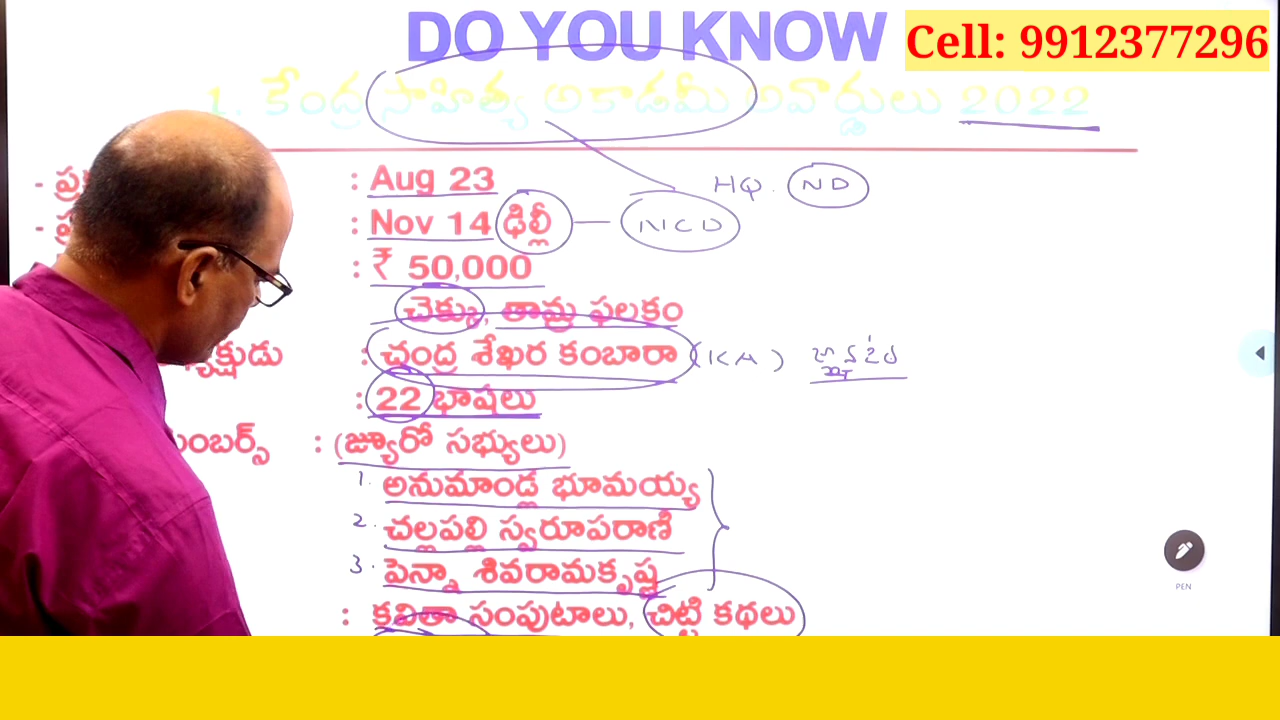 DO YOU KNOW
Cell: 9912377296
1. కేంద్ర సాహిత్య అకాడమీ అవార్డులు 2022
- ప్ర
: Aug 23
HQ. ND
: Nov 14 ఢిల్లీ — NCD
: ₹ 50,000
చెక్కు, తామ్ర ఫలకం
్యక్షుడు : చంద్ర శేఖర కంబారా (KA)
: 22 భాషలు
ంబర్స్ : (జ్యూరో సభ్యులు)
1. అనుమాండ్ల భూమయ్య
2. చల్లపల్లి స్వరూపరాణి
3. పెన్నా శివరామకృష్ణ
: కవితా సంపుటాలు, చిట్టి కథలు
PEN